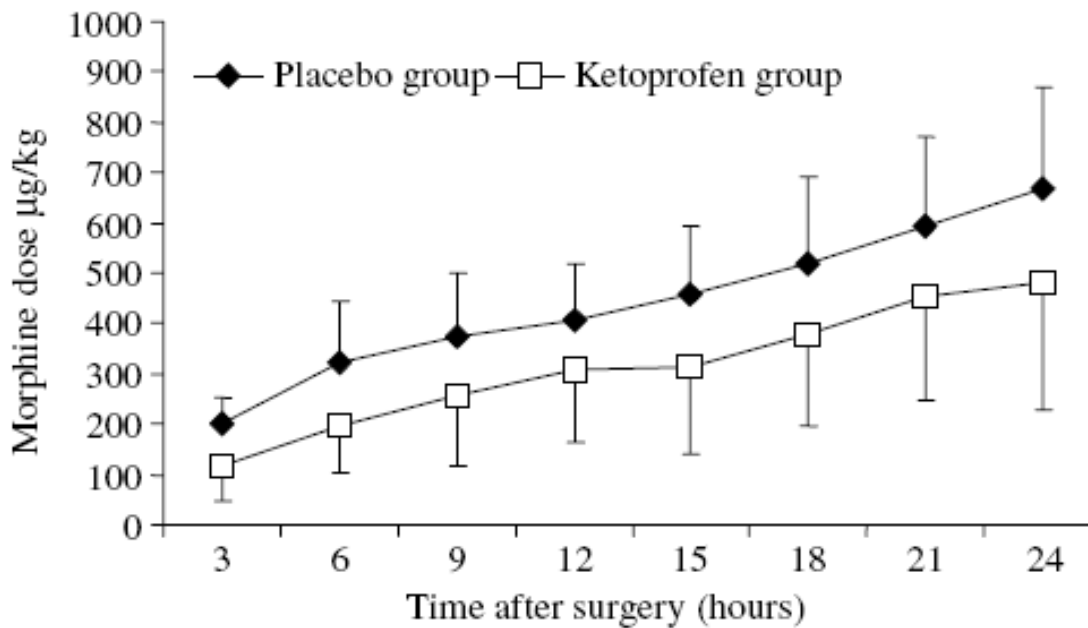 1000
900
800
700
600
500
400
300
200
100
0
Morphine dose µg/kg
Placebo group Ketoprofen group
3 6 9 12 15 18 21 24
Time after surgery (hours)